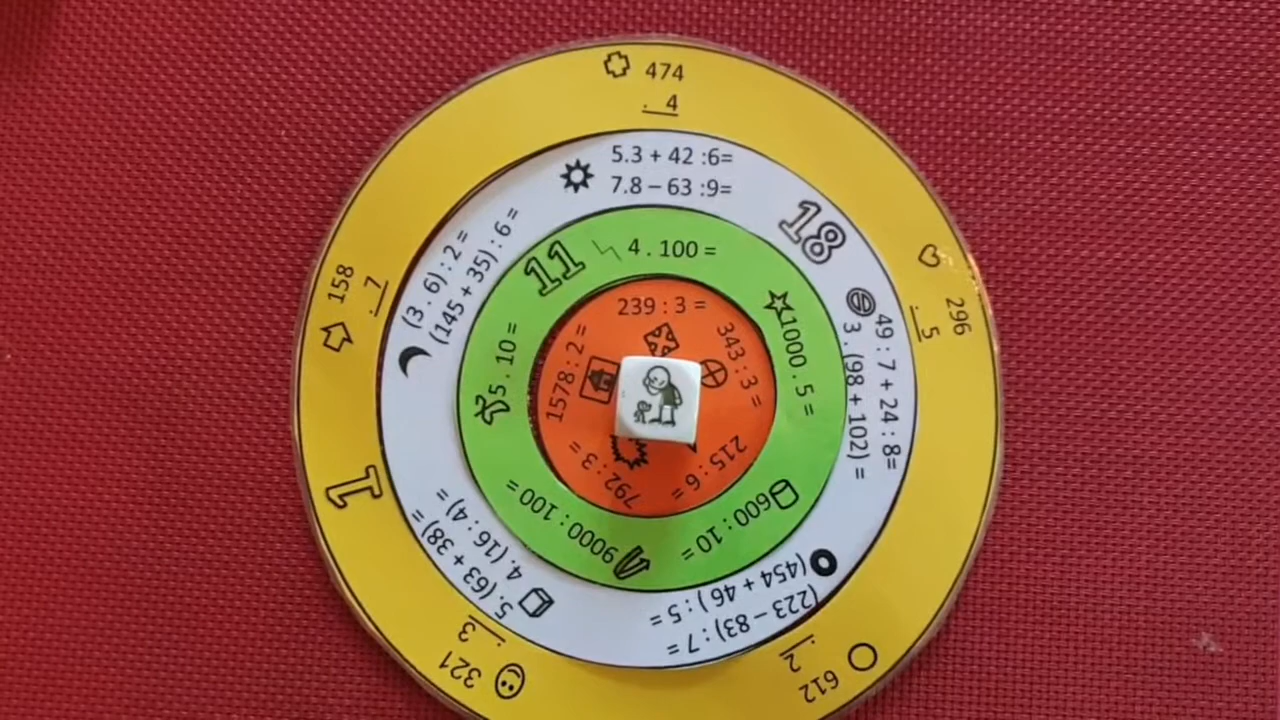 474
. 4
296
. 5
612
. 2
321
. 3
1
158
. 7
5.3 + 42 :6=
7.8 – 63 :9=
18
49 : 7 + 24 : 8=
3. (98 + 102) =
(454 + 46 ) : 5 =
(223 – 83) : 7 =
5. (63 + 38) =
4. (16 : 4) =
(3 . 6) : 2 =
(145 + 35) : 6 =
11
4 . 100 =
1000 . 5 =
600 : 10 =
9000 : 100 =
5 . 10 =
239 : 3 =
343 : 3 =
215 : 6 =
792 : 3 =
1578 : 2 =